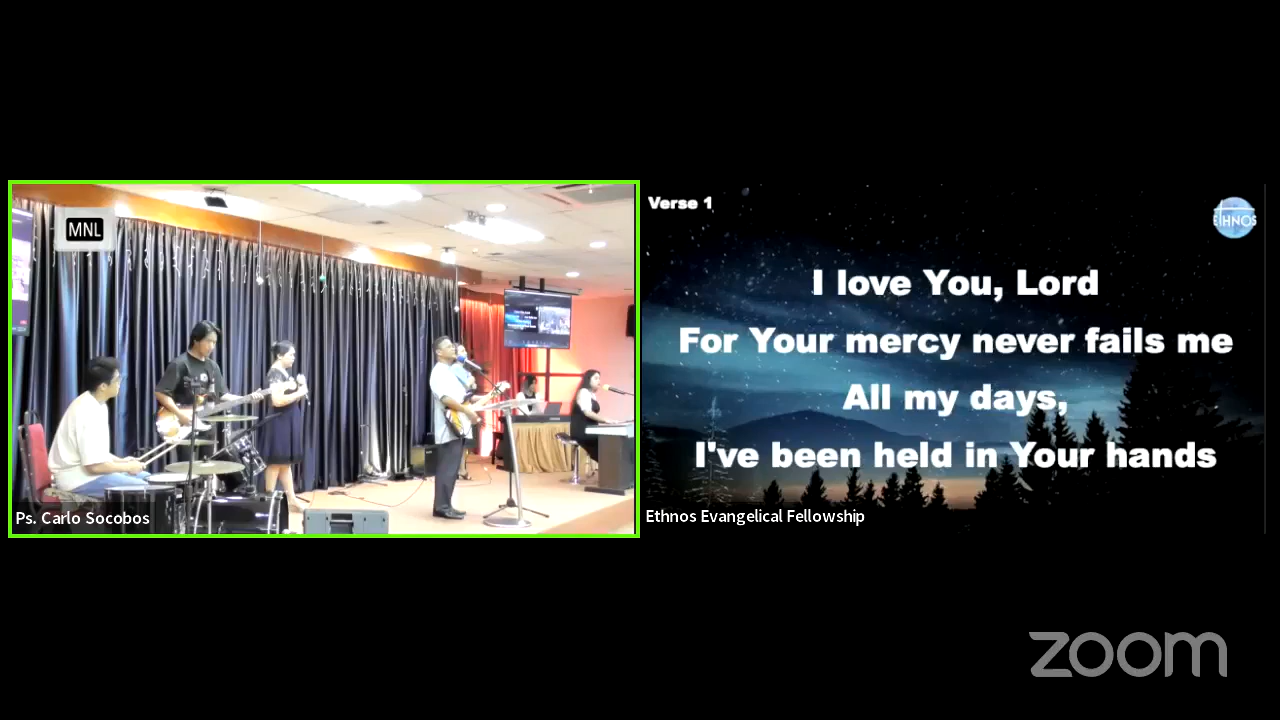 MNL
Ps. Carlo Socobos
Verse 1
ETHNOS
I love You, Lord
For Your mercy never fails me
All my days,
I've been held in Your hands
Ethnos Evangelical Fellowship
zoom